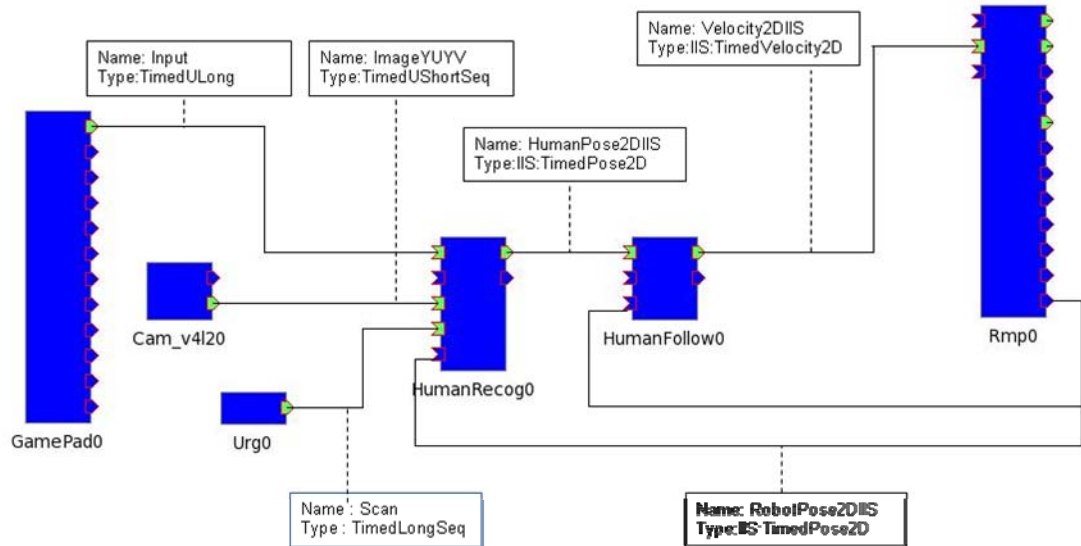 Name: Input
Type:TimedULong
Name: ImageYUYV
Type:TimedUShortSeq
Name: Velocity2DIIS
Type:IIS:TimedVelocity2D
Name: HumanPose2DIIS
Type:IIS:TimedPose2D
Cam_v4l20
HumanFollow0
Rmp0
HumanRecog0
GamePad0
Urg0
Name : Scan
Type : TimedLongSeq
Name: RobotPose2DIIS
Type:IIS:TimedPose2D